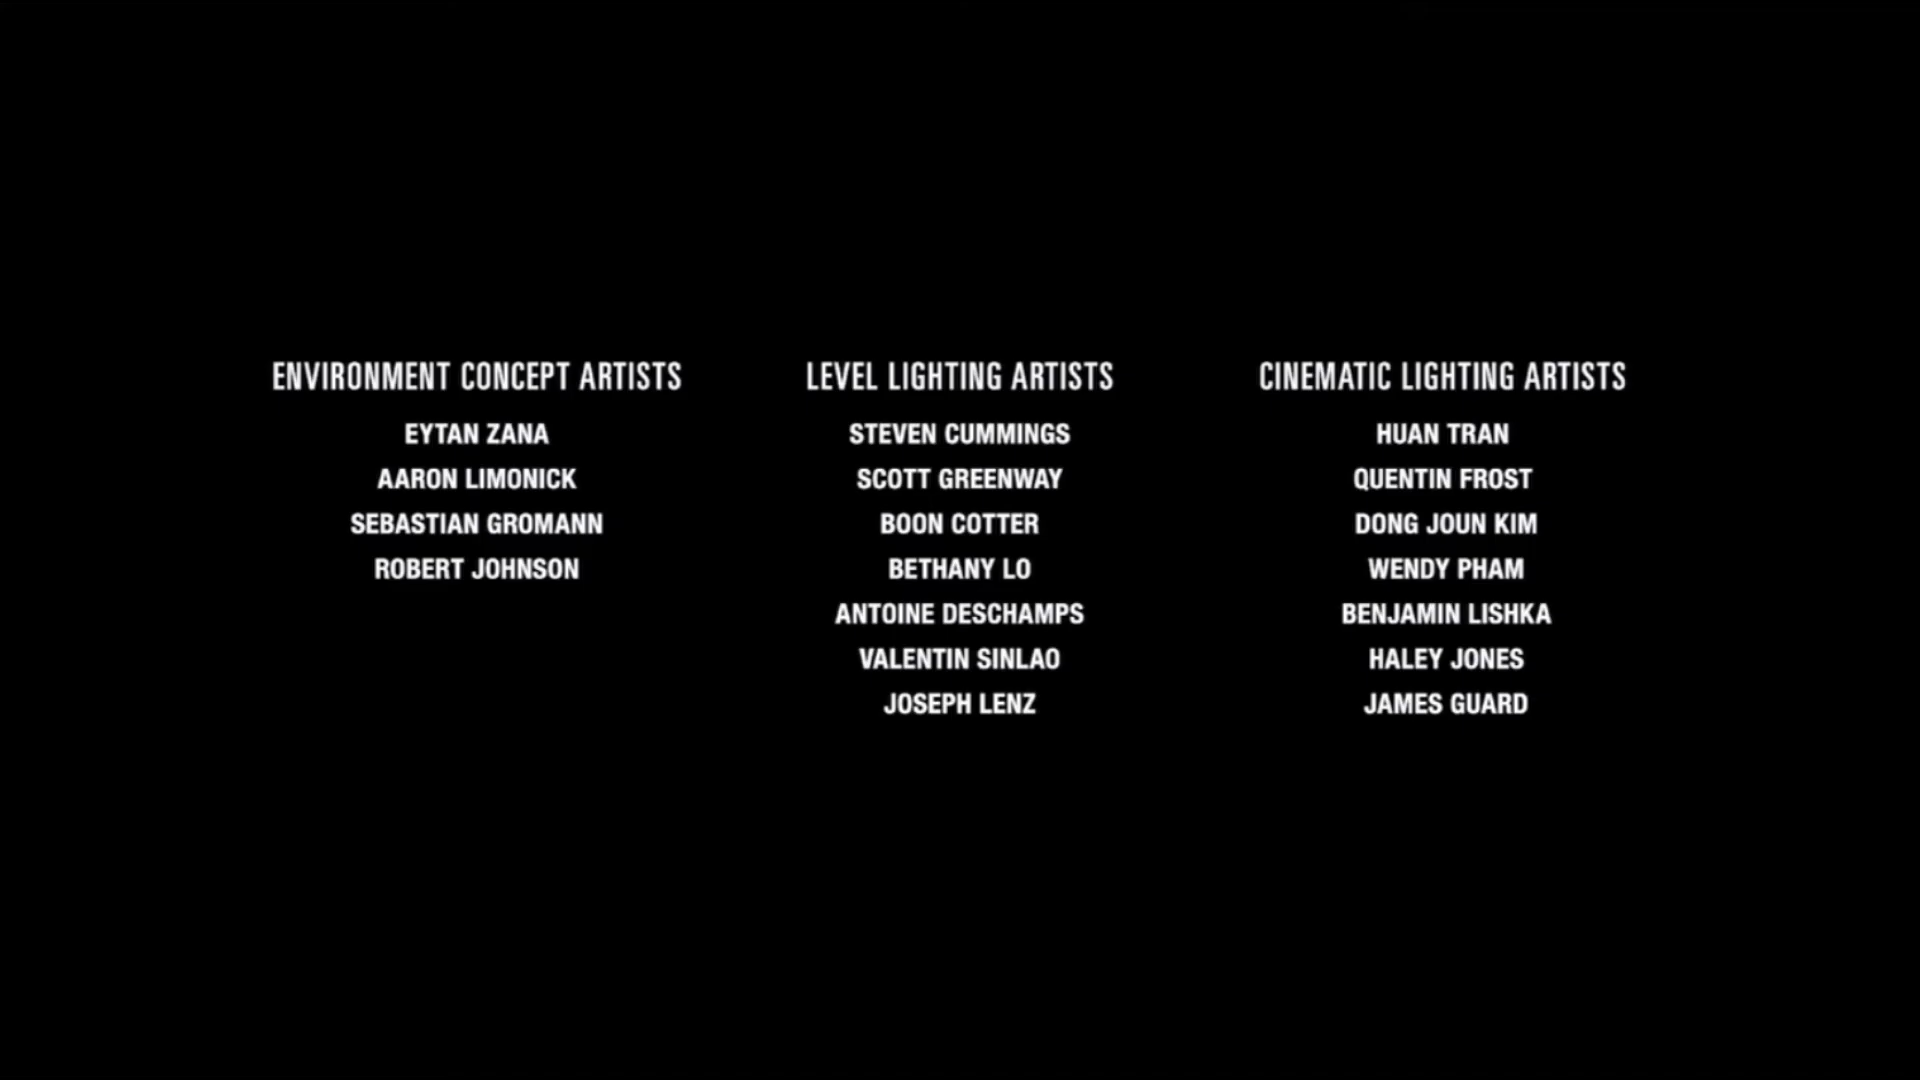 ENVIRONMENT CONCEPT ARTISTS
EYTAN ZANA
AARON LIMONICK
SEBASTIAN GROMANN
ROBERT JOHNSON
LEVEL LIGHTING ARTISTS
STEVEN CUMMINGS
SCOTT GREENWAY
BOON COTTER
BETHANY LO
ANTOINE DESCHAMPS
VALENTIN SINLAO
JOSEPH LENZ
CINEMATIC LIGHTING ARTISTS
HUAN TRAN
QUENTIN FROST
DONG JOUN KIM
WENDY PHAM
BENJAMIN LISHKA
HALEY JONES
JAMES GUARD